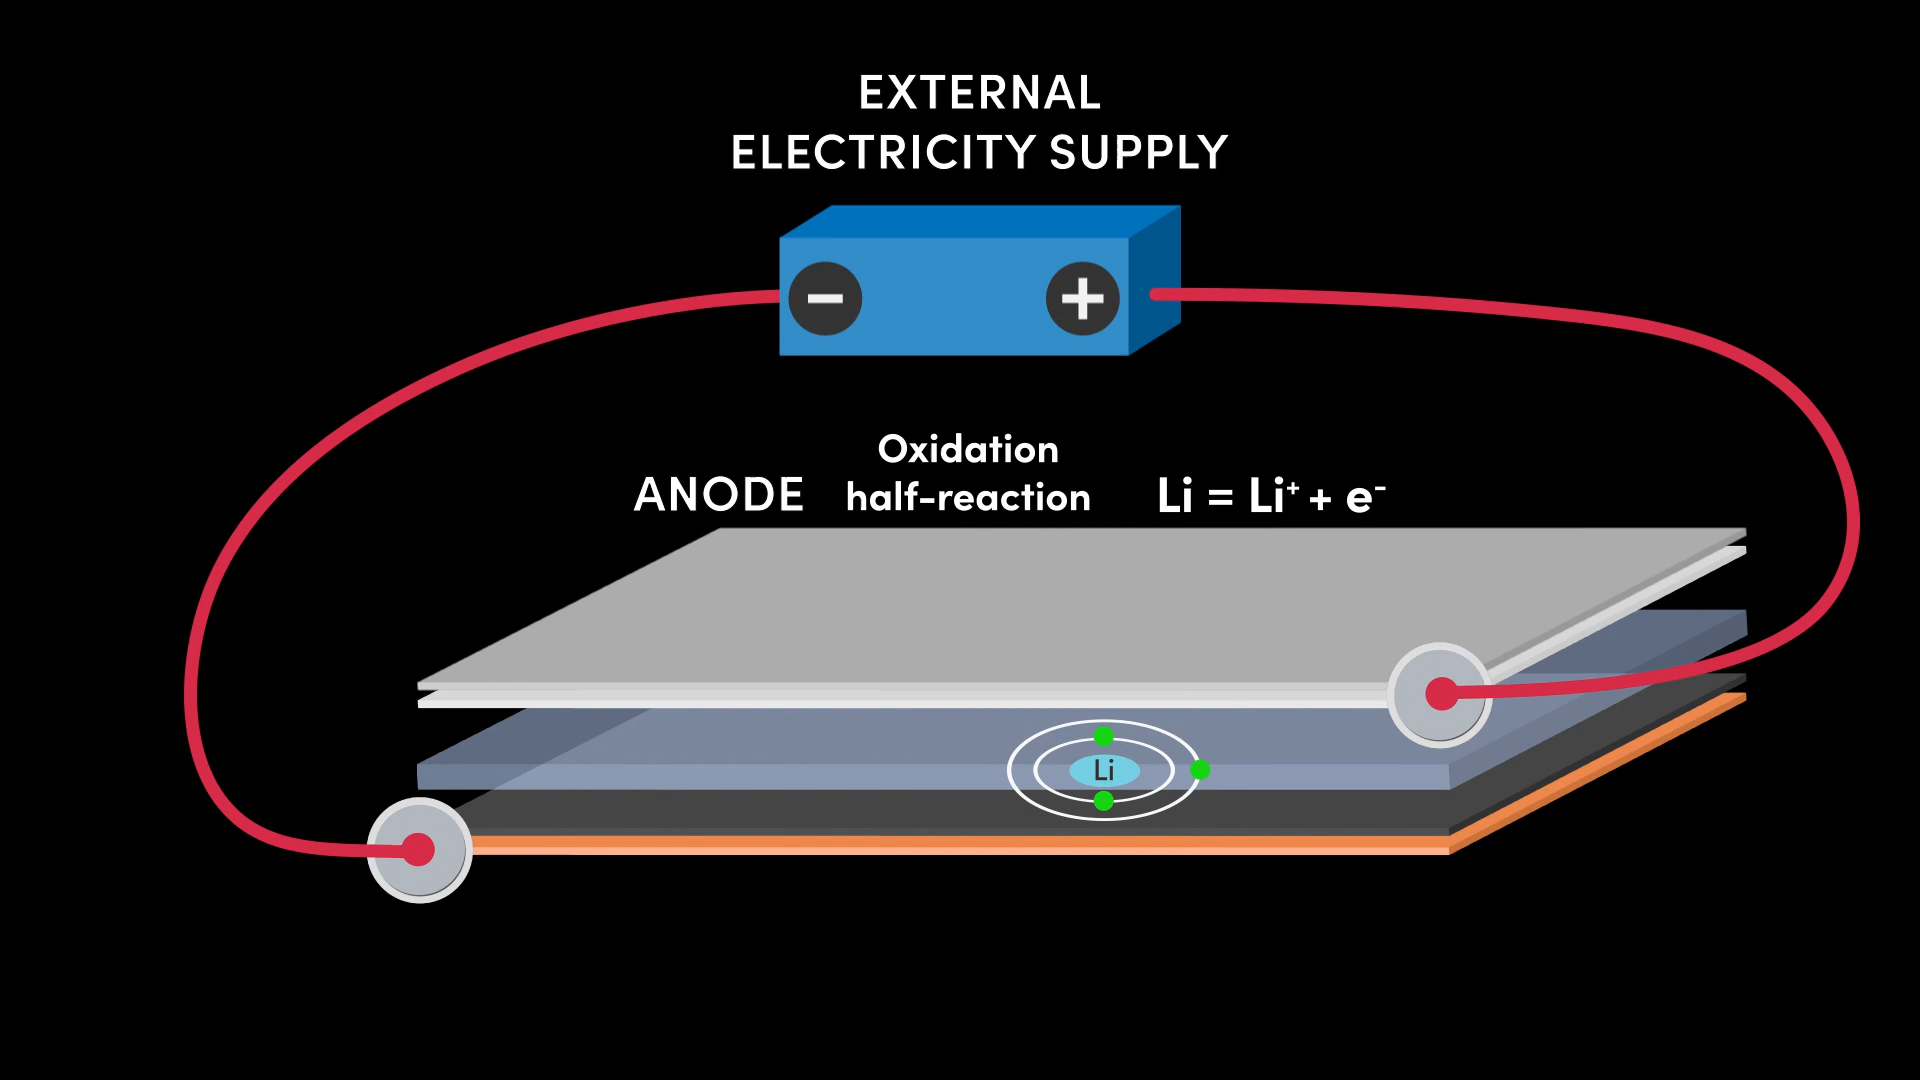 EXTERNAL
ELECTRICITY SUPPLY
− +
Oxidation
ANODE half-reaction Li = Li⁺ + e⁻
Li